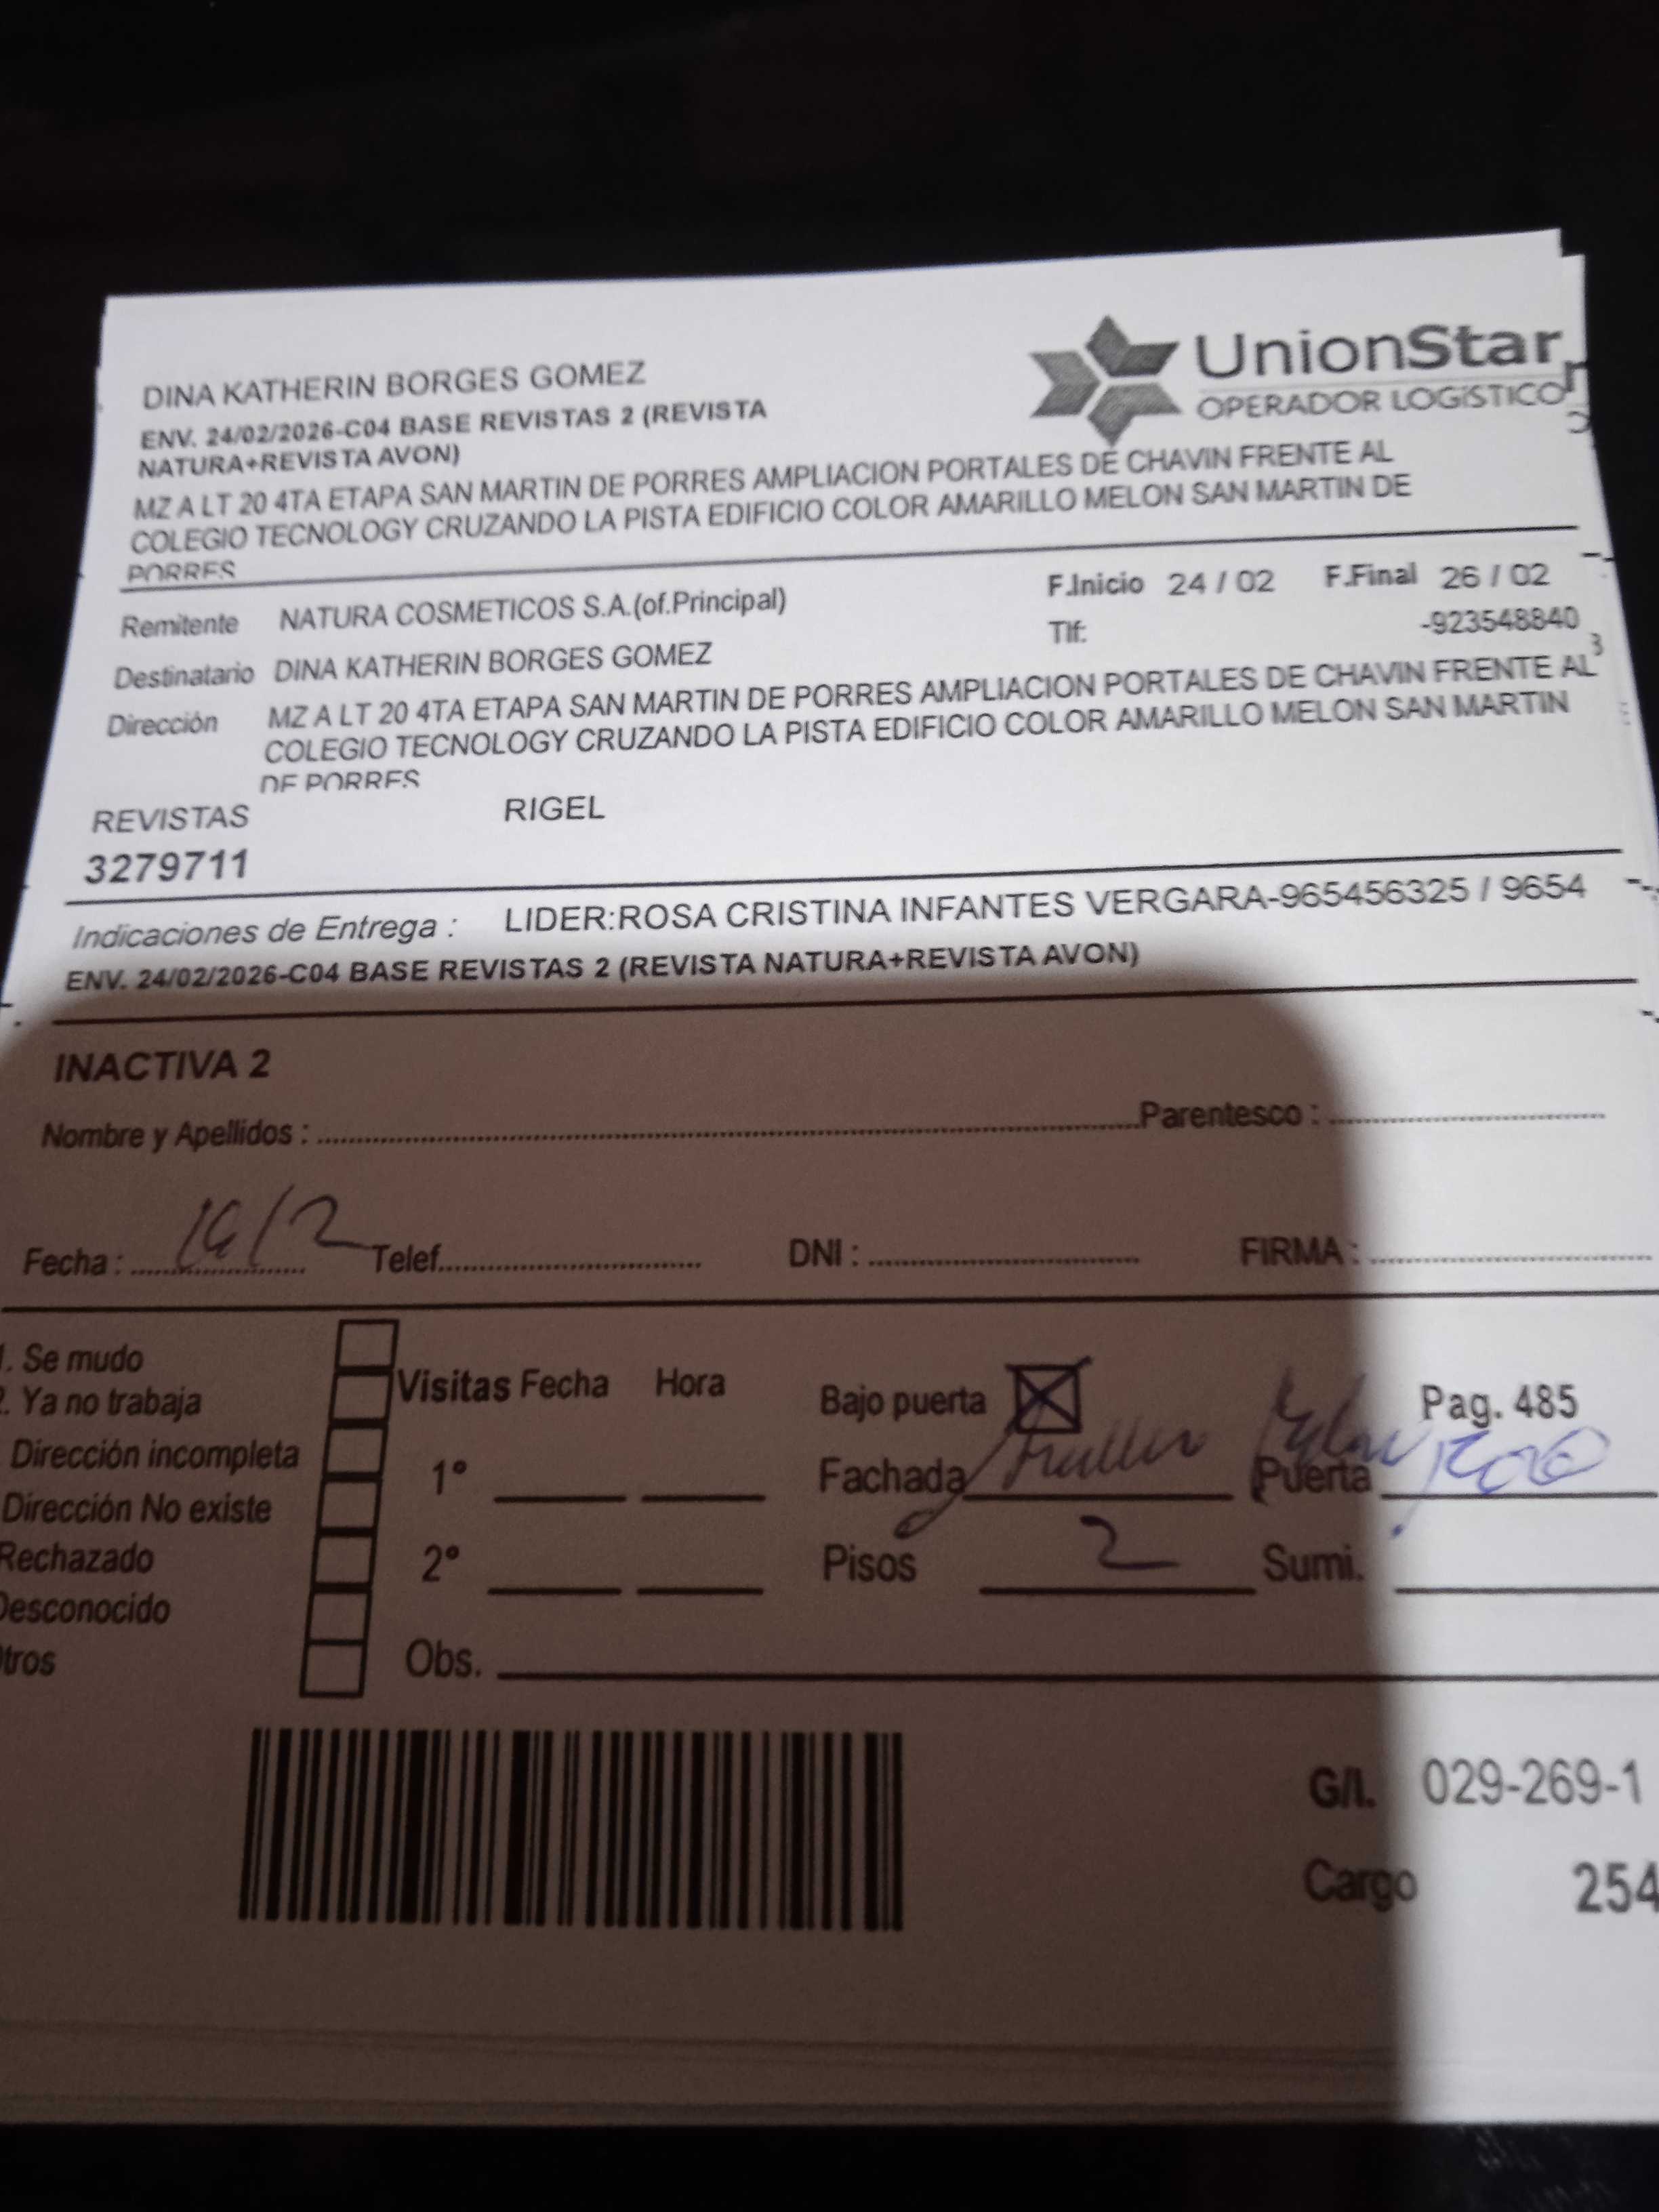 DINA KATHERIN BORGES GOMEZ
ENV. 24/02/2026-C04 BASE REVISTAS 2 (REVISTA
NATURA+REVISTA AVON)
UnionStar
OPERADOR LOGÍSTICO
MZ A LT 20 4TA ETAPA SAN MARTIN DE PORRES AMPLIACION PORTALES DE CHAVIN FRENTE AL
COLEGIO TECNOLOGY CRUZANDO LA PISTA EDIFICIO COLOR AMARILLO MELON SAN MARTIN DE
PORRES
Remitente NATURA COSMETICOS S.A.(of.Principal)
F.Inicio 24 / 02 F.Final 26 / 02
Tlf: -923548840
Destinatario DINA KATHERIN BORGES GOMEZ
Dirección MZ A LT 20 4TA ETAPA SAN MARTIN DE PORRES AMPLIACION PORTALES DE CHAVIN FRENTE AL
COLEGIO TECNOLOGY CRUZANDO LA PISTA EDIFICIO COLOR AMARILLO MELON SAN MARTIN
DE PORRES
REVISTAS RIGEL
3279711
Indicaciones de Entrega : LIDER:ROSA CRISTINA INFANTES VERGARA-965456325 / 9654
ENV. 24/02/2026-C04 BASE REVISTAS 2 (REVISTA NATURA+REVISTA AVON)
INACTIVA 2
Nombre y Apellidos : Parentesco :
Fecha : Telef. DNI : FIRMA :
1. Se mudo
2. Ya no trabaja
Dirección incompleta
Dirección No existe
Rechazado
Desconocido
Otros
Visitas Fecha Hora
1°
2°
Obs.
Bajo puerta Pag. 485
Fachada Puerta
Pisos 2 Sumi.
G/I. 029-269-1
Cargo 254